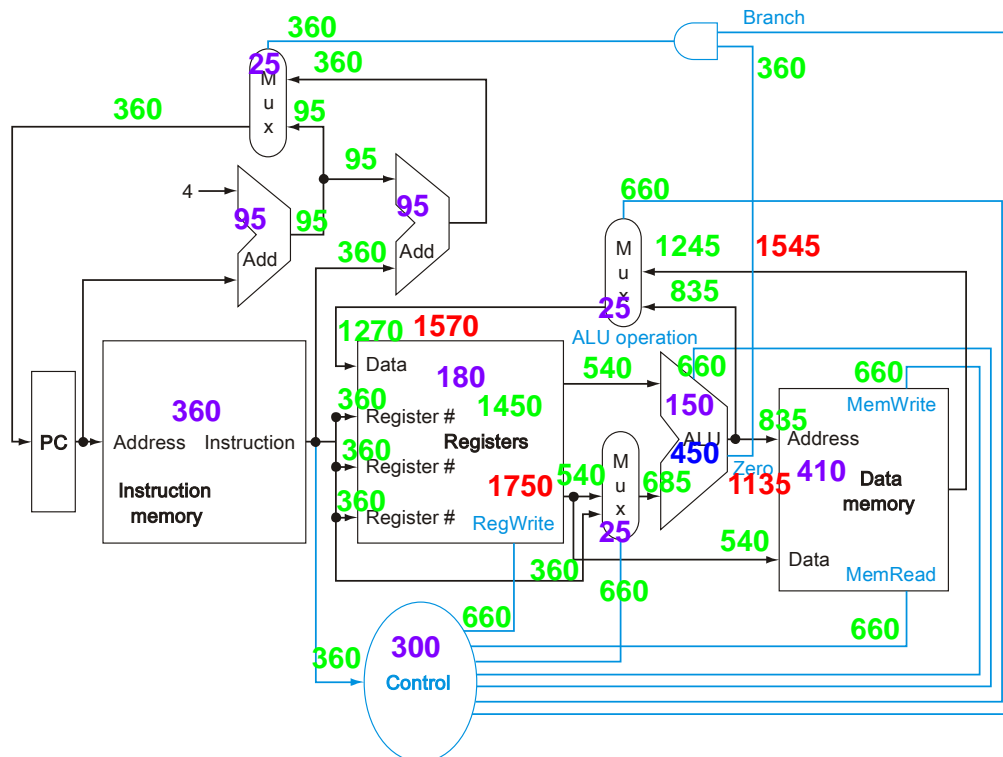 Branch
360
25
M
u
x
360
360
360
95
95
4
95
95
Add
95
Add
360
660
M
u
x
25
1245
1545
835
1270
1570
ALU operation
Data
180
540
660
660
MemWrite
360
Register #
1450
150
835
360
PC
Address
Instruction
Registers
ALU
Address
360
Register #
M
u
x
450
Zero
410
Data
memory
Instruction
memory
1750
540
685
1135
360
Register #
RegWrite
25
540
Data
360
660
MemRead
660
660
300
360
Control